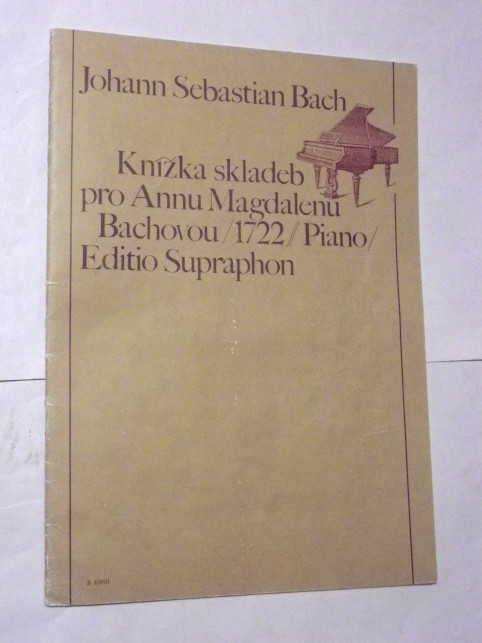 Johann Sebastian Bach
Knížka skladeb
pro Annu Magdalenu
Bachovou /1722// Piano/
Editio Supraphon